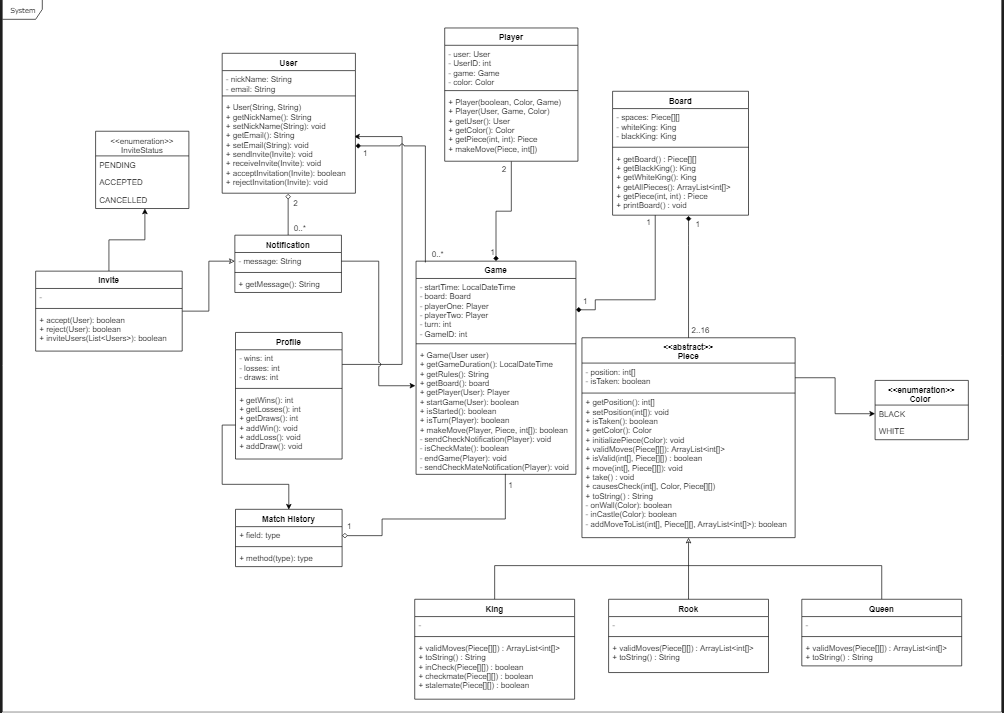 System
Player
- user: User
- UserID: int
- game: Game
- color: Color
+ Player(boolean, Color, Game)
+ Player(User, Game, Color)
+ getUser(): User
+ getColor(): Color
+ getPiece(int, int): Piece
+ makeMove(Piece, int[])
2
1
User
- nickName: String
- email: String
+ User(String, String)
+ getNickName(): String
+ setNickName(String): void
+ getEmail(): String
+ setEmail(String): void
+ sendInvite(Invite): void
+ receiveInvite(Invite): void
+ acceptInvitation(Invite): boolean
+ rejectInvitation(Invite): void
1
2
0..*
0..*
Board
- spaces: Piece[][]
- whiteKing: King
- blackKing: King
+ getBoard() : Piece[][]
+ getBlackKing(): King
+ getWhiteKing(): King
+ getAllPieces(): ArrayList<int[]>
+ getPiece(int, int) : Piece
+ printBoard() : void
1
1
1
2..16
<<enumeration>>
InviteStatus
PENDING
ACCEPTED
CANCELLED
Notification
- message: String
+ getMessage(): String
Invite
-
+ accept(User): boolean
+ reject(User): boolean
+ inviteUsers(List<Users>): boolean
Game
- startTime: LocalDateTime
- board: Board
- playerOne: Player
- playerTwo: Player
- turn: int
- GameID: int
+ Game(User user)
+ getGameDuration(): LocalDateTime
+ getRules(): String
+ getBoard(): board
+ getPlayer(User): Player
+ startGame(User): boolean
+ isStarted(): boolean
+ isTurn(Player): boolean
+ makeMove(Player, Piece, int[]): boolean
- sendCheckNotification(Player): void
- isCheckMate(): boolean
- endGame(Player): void
- sendCheckMateNotification(Player): void
1
Profile
- wins: int
- losses: int
- draws: int
+ getWins(): int
+ getLosses(): int
+ getDraws(): int
+ addWin(): void
+ addLoss(): void
+ addDraw(): void
Match History
+ field: type
+ method(type): type
1
<<abstract>>
Piece
- position: int[]
- isTaken: boolean
+ getPosition(): int[]
+ setPosition(int[]): void
+ isTaken(): boolean
+ getColor(): Color
+ initializePiece(Color): void
+ validMoves(Piece[][]): ArrayList<int[]>
+ isValid(int[], Piece[][]) : boolean
+ move(int[], Piece[][]): void
+ take() : void
+ causesCheck(int[], Color, Piece[][])
+ toString() : String
- onWall(Color): boolean
- inCastle(Color): boolean
- addMoveToList(int[], Piece[][], ArrayList<int[]>): boolean
<<enumeration>>
Color
BLACK
WHITE
King
-
+ validMoves(Piece[][]) : ArrayList<int[]>
+ toString() : String
+ inCheck(Piece[][]) : boolean
+ checkmate(Piece[][]) : boolean
+ stalemate(Piece[][]) : boolean
Rook
-
+ validMoves(Piece[][]) : ArrayList<int[]>
+ toString() : String
Queen
-
+ validMoves(Piece[][]) : ArrayList<int[]>
+ toString() : String